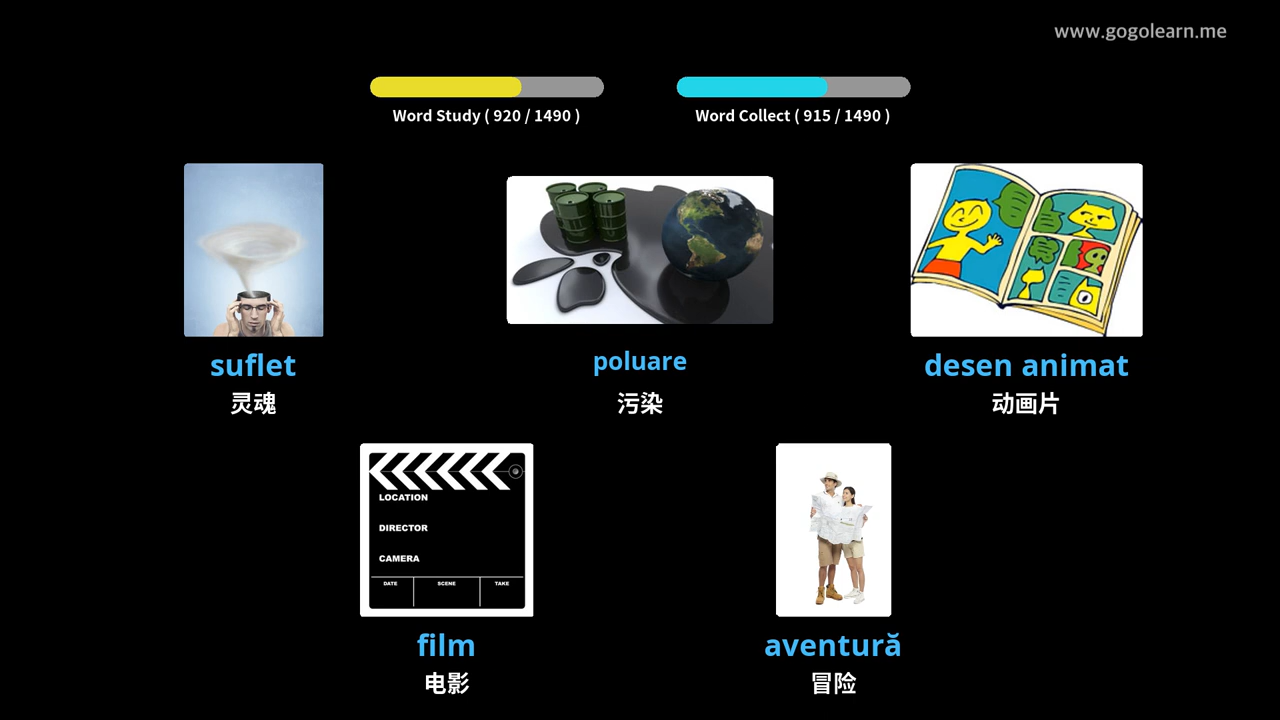 www.gogolearn.me
Word Study ( 920 / 1490 )
Word Collect ( 915 / 1490 )
suflet
灵魂
poluare
污染
desen animat
动画片
LOCATION
DIRECTOR
CAMERA
DATE SCENE TAKE
film
电影
aventură
冒险